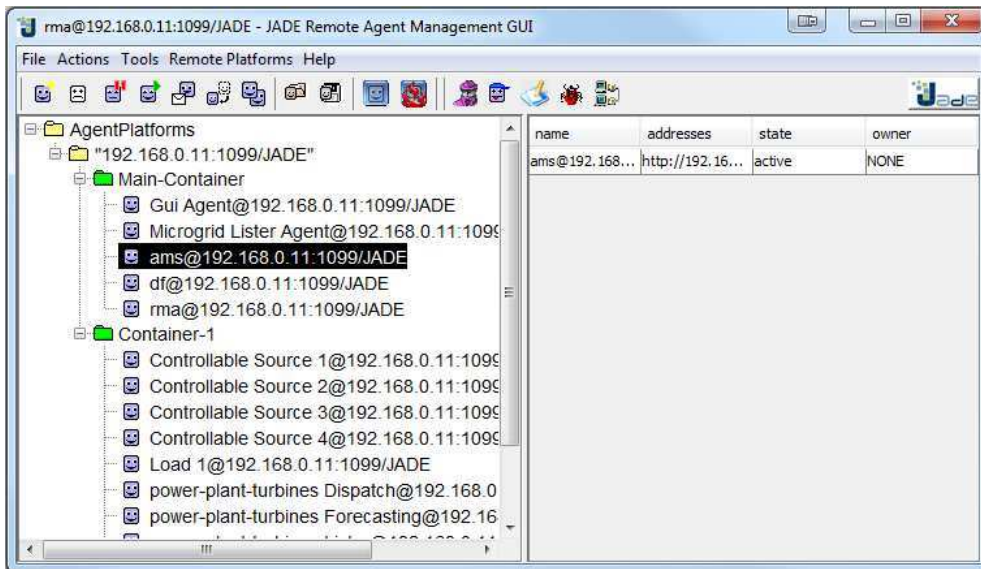 rma@192.168.0.11:1099/JADE - JADE Remote Agent Management GUI
File Actions Tools Remote Platforms Help
Jade
AgentPlatforms
"192.168.0.11:1099/JADE"
Main-Container
Gui Agent@192.168.0.11:1099/JADE
Microgrid Lister Agent@192.168.0.11:1099
ams@192.168.0.11:1099/JADE
df@192.168.0.11:1099/JADE
rma@192.168.0.11:1099/JADE
Container-1
Controllable Source 1@192.168.0.11:1099
Controllable Source 2@192.168.0.11:1099
Controllable Source 3@192.168.0.11:1099
Controllable Source 4@192.168.0.11:1099
Load 1@192.168.0.11:1099/JADE
power-plant-turbines Dispatch@192.168.0
power-plant-turbines Forecasting@192.16
name addresses state owner
ams@192.168... http://192.16... active NONE